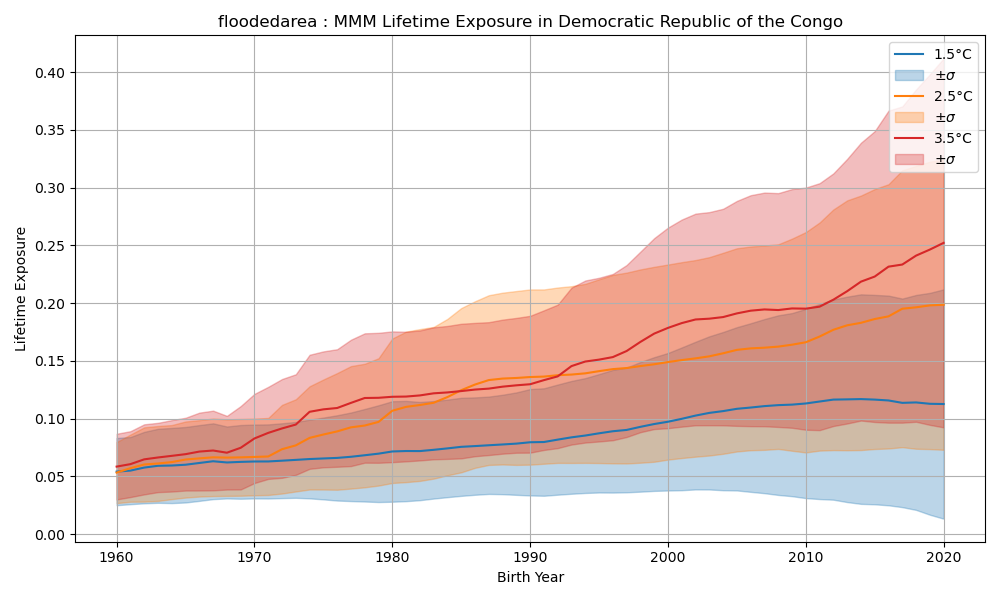 floodedarea : MMM Lifetime Exposure in Democratic Republic of the Congo
1.5°C
±σ
2.5°C
±σ
3.5°C
±σ
Lifetime Exposure
0.40
0.35
0.30
0.25
0.20
0.15
0.10
0.05
0.00
1960 1970 1980 1990 2000 2010 2020
Birth Year